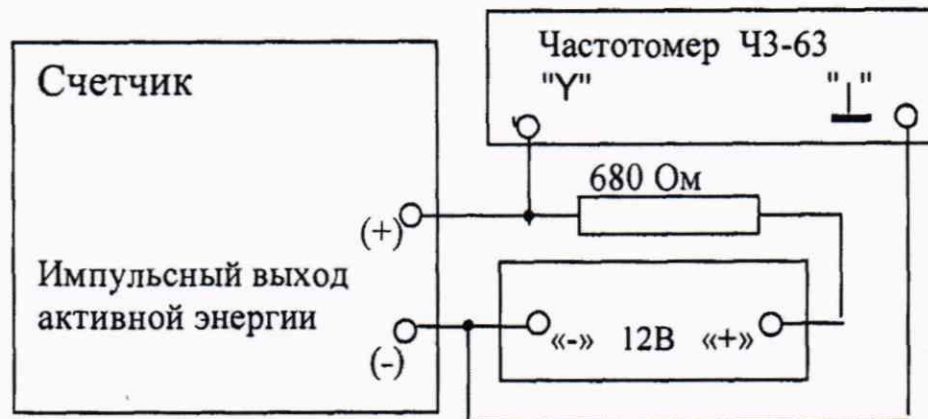 Частотомер Ч3-63
Счетчик
"Y" "⊥"
680 Ом
(+)
Импульсный выход
активной энергии
«-» 12В «+»
(-)